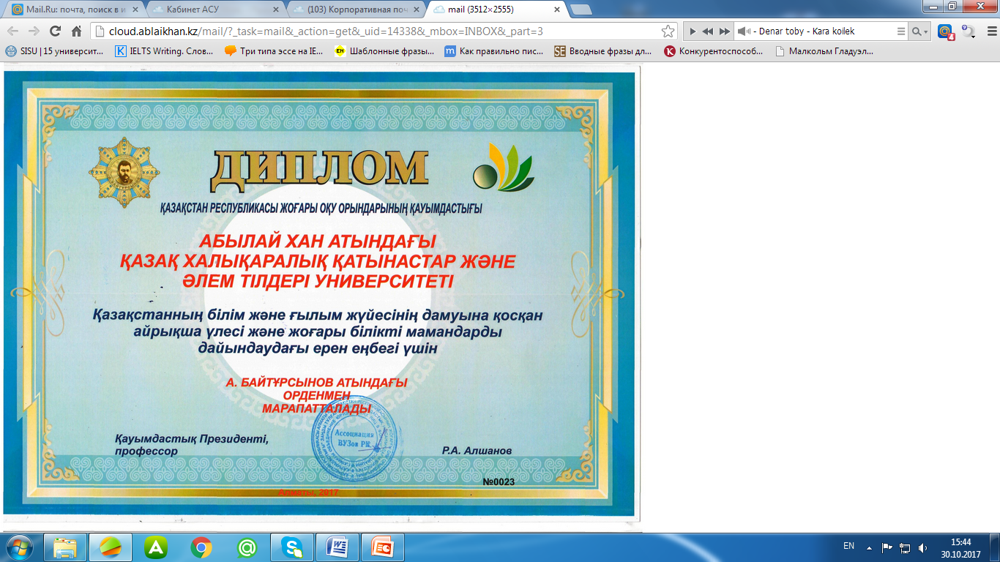 Mail.Ru: почта, поиск в и
Кабинет АСУ
(103) Корпоративная поч
mail (3512×2555)
cloud.ablaikhan.kz/mail/?_task=mail&_action=get&_uid=14338&_mbox=INBOX&_part=3
- Denar toby - Kara koilek
4
SISU | 15 университ...
IELTS Writing. Слов...
Три типа эссе на IE...
Шаблонные фразы...
Как правильно пис...
Вводные фразы дл...
Конкурентоспособ...
Малкольм Гладуэл...
ДИПЛОМ
ҚАЗАҚСТАН РЕСПУБЛИКАСЫ ЖОҒАРЫ ОҚУ ОРЫНДАРЫНЫҢ ҚАУЫМДАСТЫҒЫ
АБЫЛАЙ ХАН АТЫНДАҒЫ
ҚАЗАҚ ХАЛЫҚАРАЛЫҚ ҚАТЫНАСТАР ЖӘНЕ
ӘЛЕМ ТІЛДЕРІ УНИВЕРСИТЕТІ
Қазақстанның білім және ғылым жүйесінің дамуына қосқан
айрықша үлесі және жоғары білікті мамандарды
дайындаудағы ерен еңбегі үшін
А. БАЙТҰРСЫНОВ АТЫНДАҒЫ
ОРДЕНМЕН
МАРАПАТТАЛАДЫ
Ассоциация
ВУЗов РК
Қауымдастық Президенті,
профессор
Р.А. Алшанов
№0023
Алматы, 2017
EN
15:44
30.10.2017